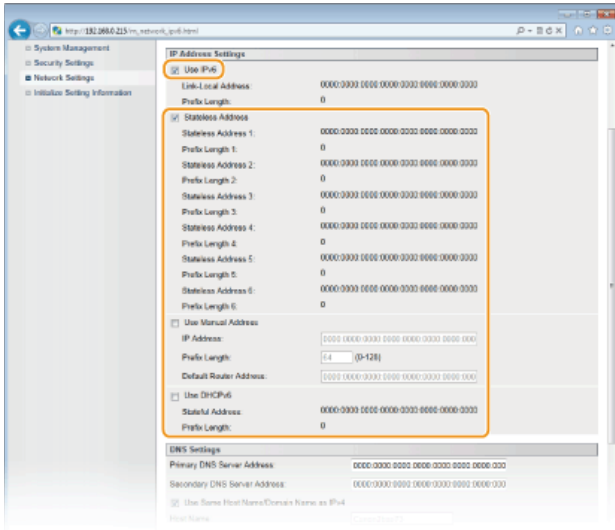 http://192.168.0.215/m_network_ipv6.html
System Management
Security Settings
Network Settings
Initialize Setting Information
IP Address Settings
Use IPv6
Link-Local Address: 0000:0000:0000:0000:0000:0000:0000:0000
Prefix Length: 0
Stateless Address
Stateless Address 1: 0000:0000:0000:0000:0000:0000:0000:0000
Prefix Length 1: 0
Stateless Address 2: 0000:0000:0000:0000:0000:0000:0000:0000
Prefix Length 2: 0
Stateless Address 3: 0000:0000:0000:0000:0000:0000:0000:0000
Prefix Length 3: 0
Stateless Address 4: 0000:0000:0000:0000:0000:0000:0000:0000
Prefix Length 4: 0
Stateless Address 5: 0000:0000:0000:0000:0000:0000:0000:0000
Prefix Length 5: 0
Stateless Address 6: 0000:0000:0000:0000:0000:0000:0000:0000
Prefix Length 6: 0
Use Manual Address
IP Address: 0000:0000:0000:0000:0000:0000:0000:000
Prefix Length: 64 (0-128)
Default Router Address: 0000:0000:0000:0000:0000:0000:0000:000
Use DHCPv6
Stateful Address: 0000:0000:0000:0000:0000:0000:0000:0000
Prefix Length: 0
DNS Settings
Primary DNS Server Address: 0000:0000:0000:0000:0000:0000:0000:000
Secondary DNS Server Address: 0000:0000:0000:0000:0000:0000:0000:000
Use Same Host Name/Domain Name as IPv4
Host Name